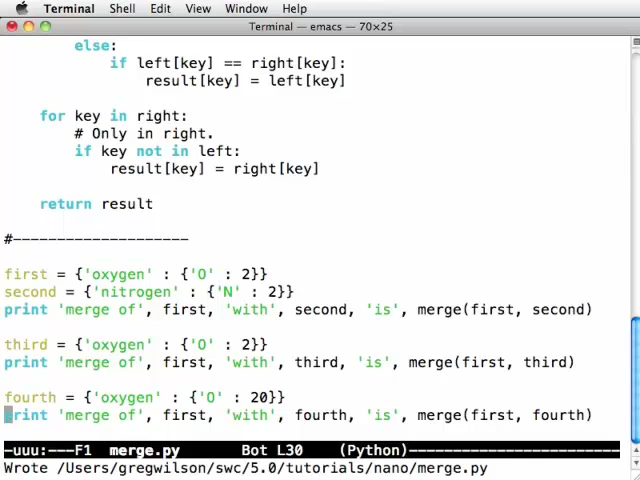 Terminal Shell Edit View Window Help
Terminal — emacs — 70×25
else:
if left[key] == right[key]:
result[key] = left[key]
for key in right:
# Only in right.
if key not in left:
result[key] = right[key]
return result
#--------------------
first = {'oxygen' : {'O' : 2}}
second = {'nitrogen' : {'N' : 2}}
print 'merge of', first, 'with', second, 'is', merge(first, second)
third = {'oxygen' : {'O' : 2}}
print 'merge of', first, 'with', third, 'is', merge(first, third)
fourth = {'oxygen' : {'O' : 20}}
print 'merge of', first, 'with', fourth, 'is', merge(first, fourth)
-uuu:---F1 merge.py Bot L30 (Python)---------------------
Wrote /Users/gregwilson/swc/5.0/tutorials/nano/merge.py